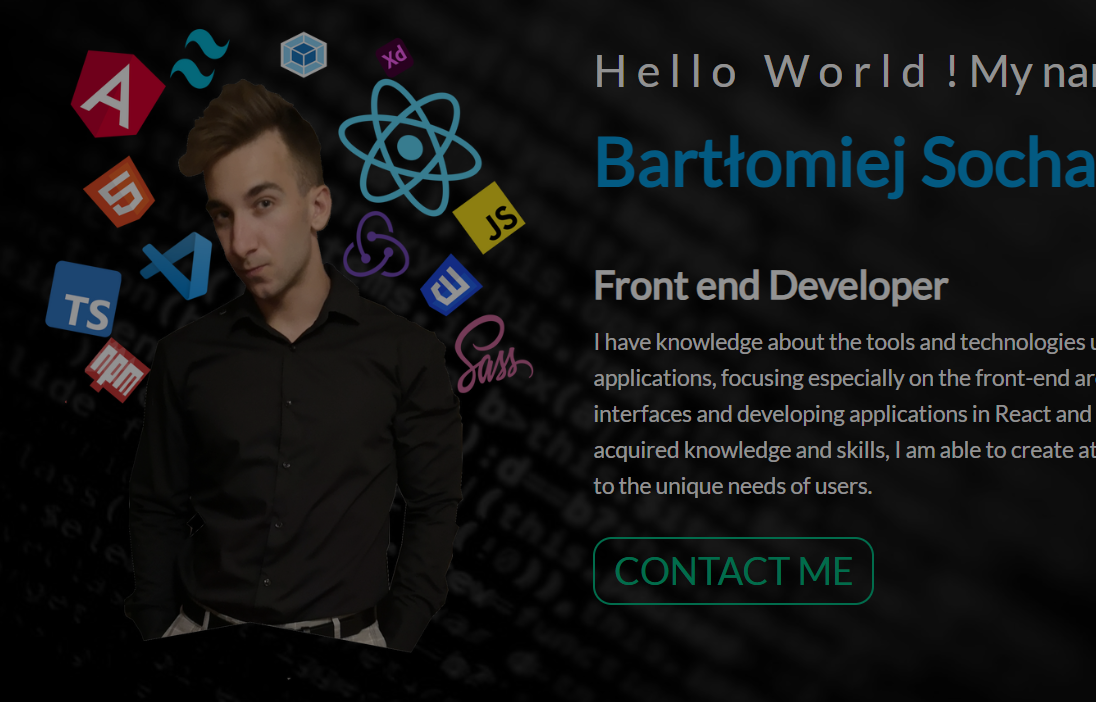 Xd
A
5
JS
TS
npm
Sass
Hello World ! My nar
Bartłomiej Socha
Front end Developer
I have knowledge about the tools and technologies u
applications, focusing especially on the front-end ar
interfaces and developing applications in React and
acquired knowledge and skills, I am able to create at
to the unique needs of users.
CONTACT ME